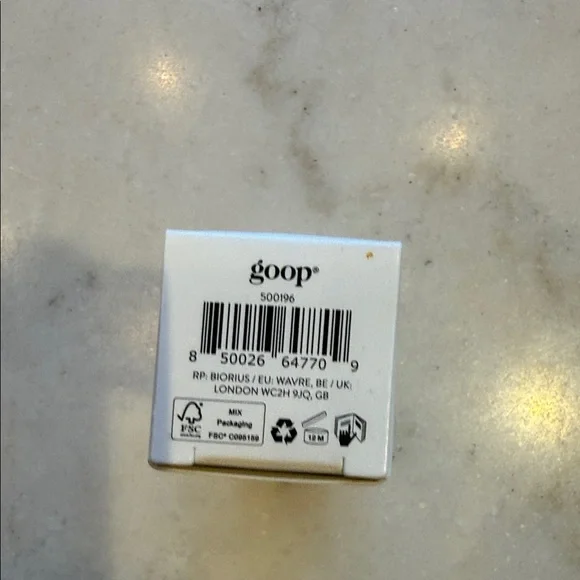 goop®
500196
8 50026 64770 9
RP: BIORIUS / EU: WAVRE, BE / UK:
LONDON WC2H 9JQ, GB
FSC
MIX
Packaging
FSC® C095159
12 M